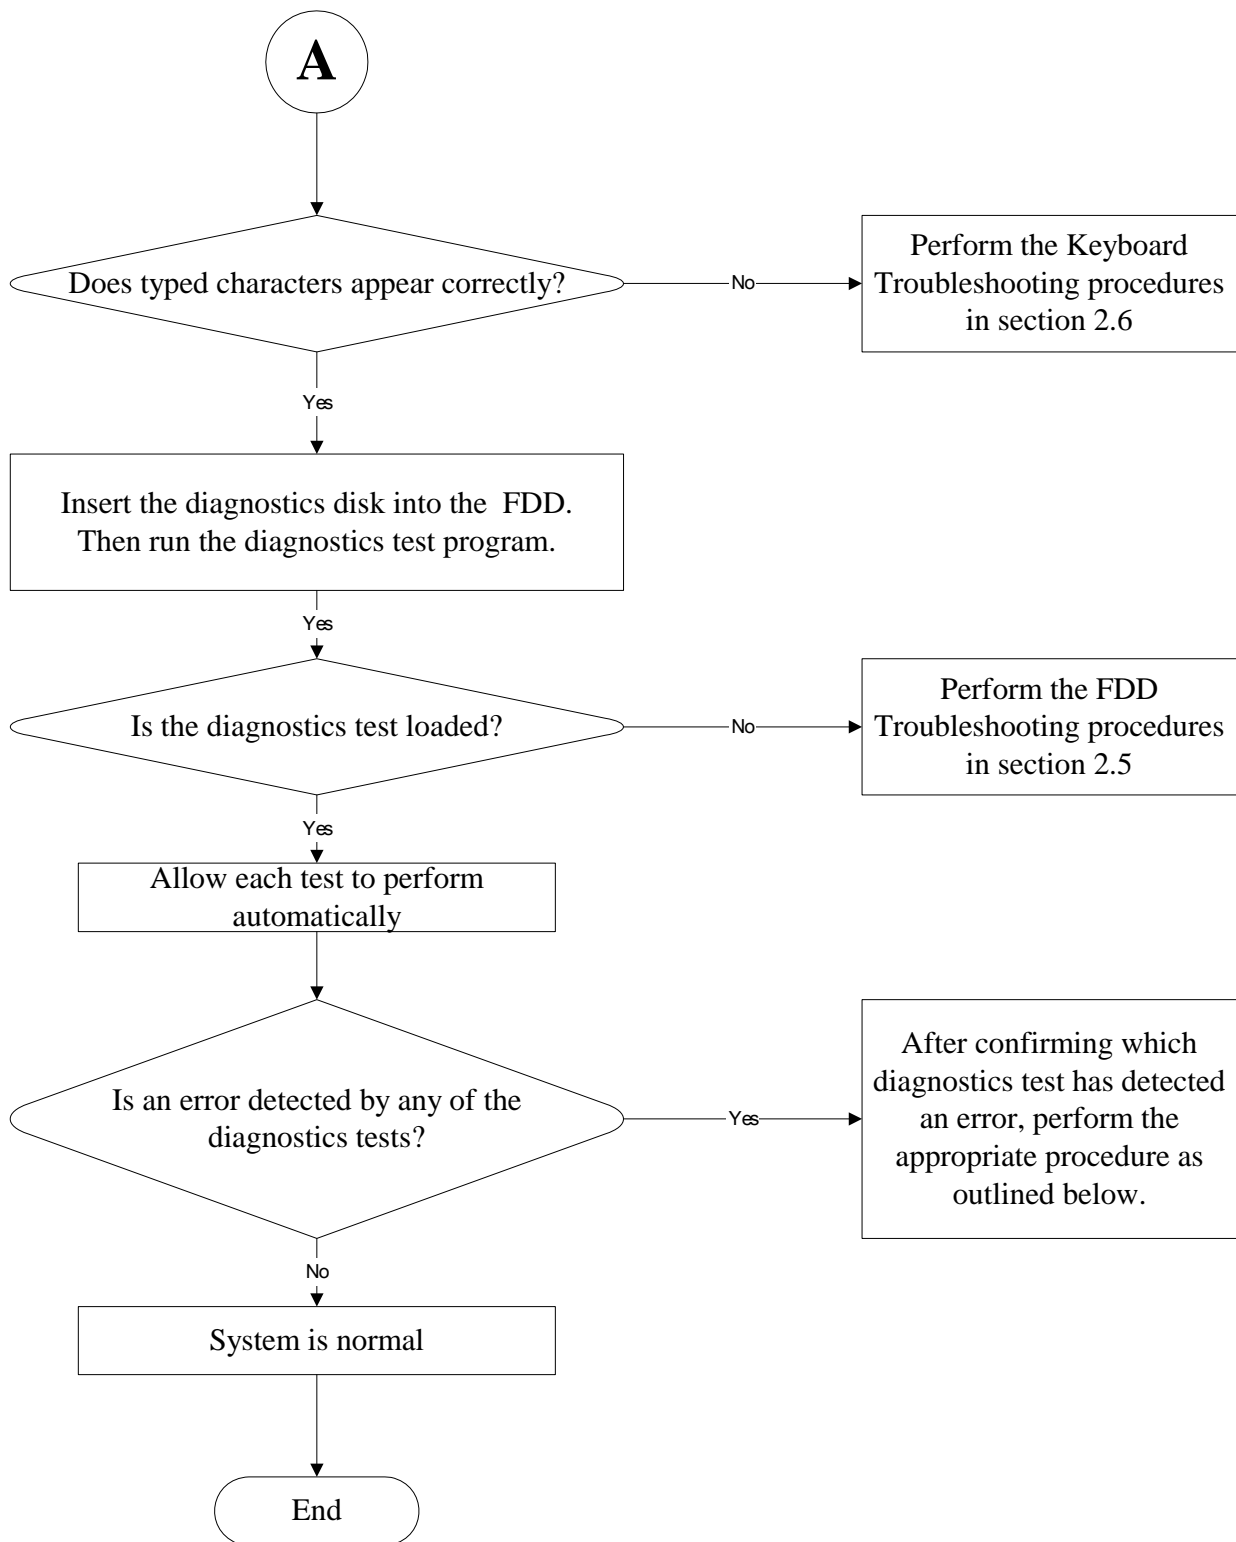 A
Does typed characters appear correctly?
No
Perform the Keyboard
Troubleshooting procedures
in section 2.6
Yes
Insert the diagnostics disk into the FDD.
Then run the diagnostics test program.
Yes
Is the diagnostics test loaded?
No
Perform the FDD
Troubleshooting procedures
in section 2.5
Yes
Allow each test to perform
automatically
Is an error detected by any of the
diagnostics tests?
Yes
After confirming which
diagnostics test has detected
an error, perform the
appropriate procedure as
outlined below.
No
System is normal
End